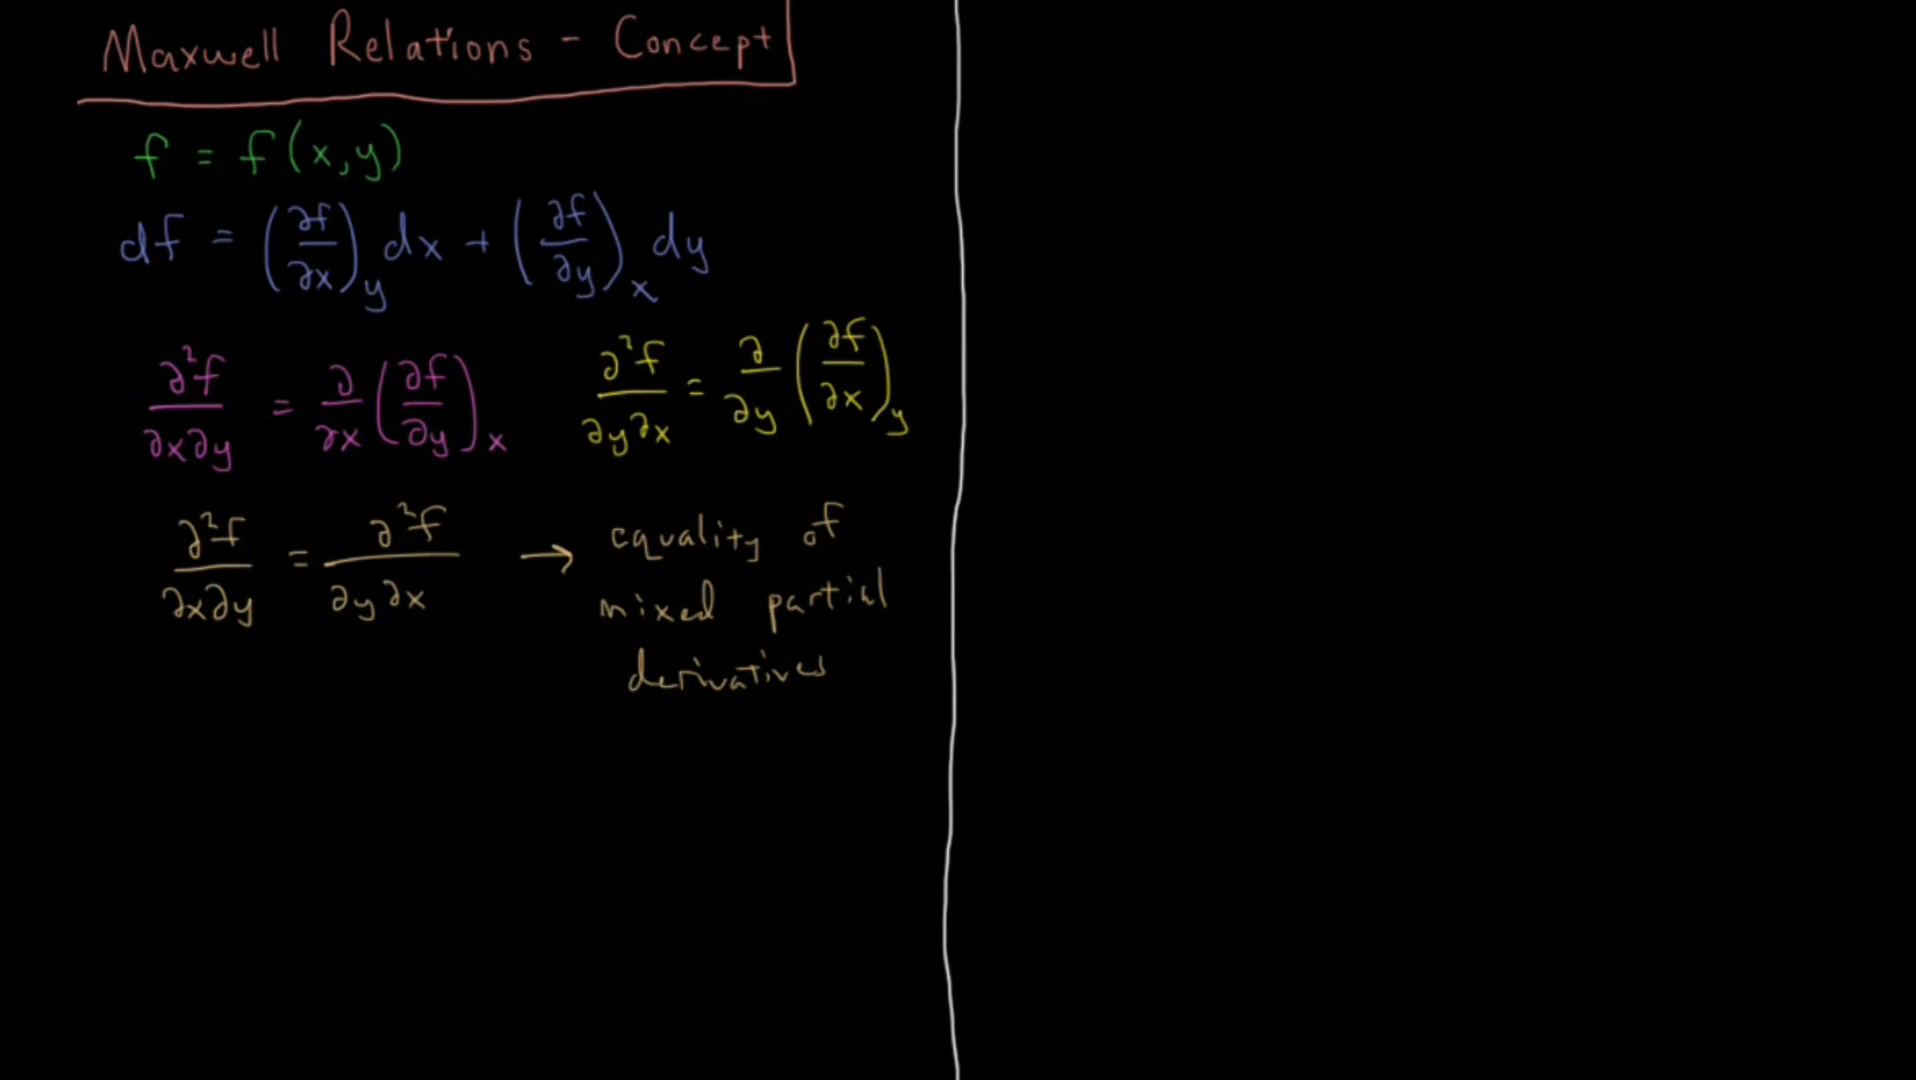 Maxwell Relations - Concept
f = f(x,y)
df = (∂f/∂x)_y dx + (∂f/∂y)_x dy
∂²f/∂x∂y = ∂/∂x (∂f/∂y)_x  ∂²f/∂y∂x = ∂/∂y (∂f/∂x)_y
∂²f/∂x∂y = ∂²f/∂y∂x → equality of
mixed partial
derivatives